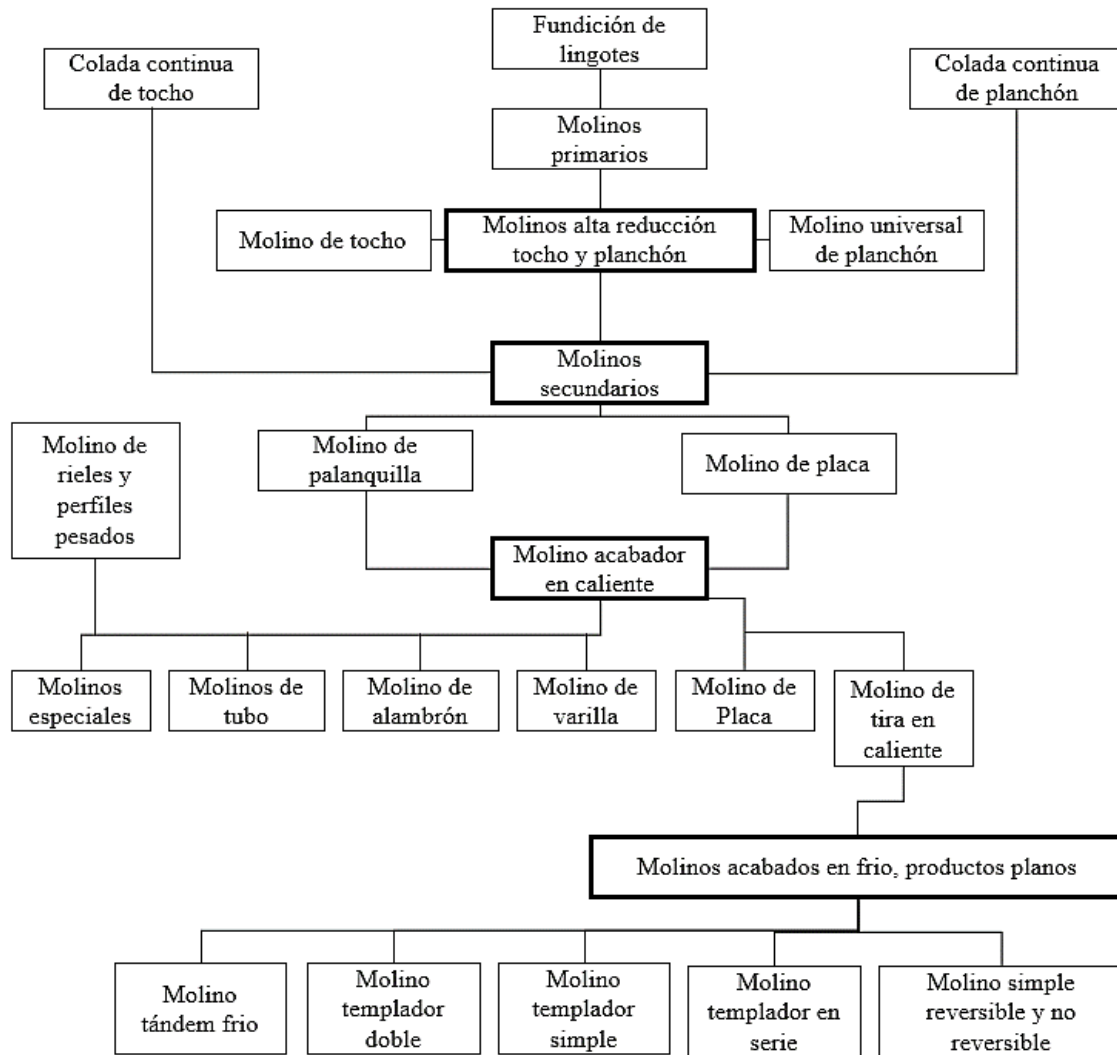 Fundición de
lingotes
Colada continua
de tocho
Colada continua
de planchón
Molinos
primarios
Molino de tocho
Molinos alta reducción
tocho y planchón
Molino universal
de planchón
Molinos
secundarios
Molino de
rieles y
perfiles
pesados
Molino de
palanquilla
Molino de placa
Molino acabador
en caliente
Molinos
especiales
Molinos de
tubo
Molino de
alambrón
Molino de
varilla
Molino de
Placa
Molino de
tira en
caliente
Molinos acabados en frio, productos planos
Molino
tándem frio
Molino
templador
doble
Molino
templador
simple
Molino
templador en
serie
Molino simple
reversible y no
reversible